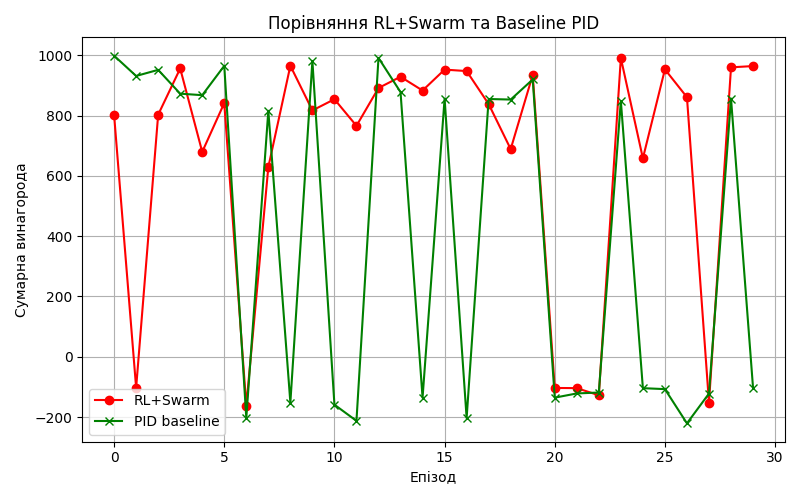 Порівняння RL+Swarm та Baseline PID
Сумарна винагорода
1000
800
600
400
200
0
−200
RL+Swarm
PID baseline
0 5 10 15 20 25 30
Епізод